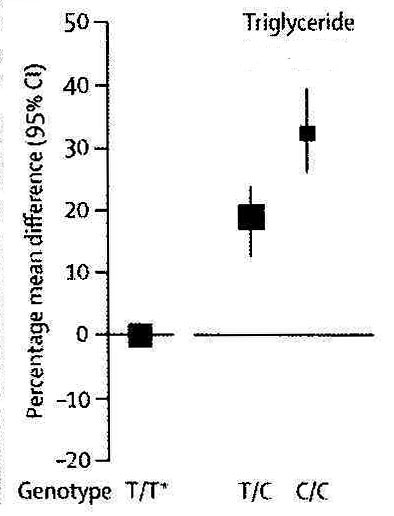 Triglyceride
Percentage mean difference (95% CI)
50
40
30
20
10
0
-10
-20
Genotype T/T* T/C C/C